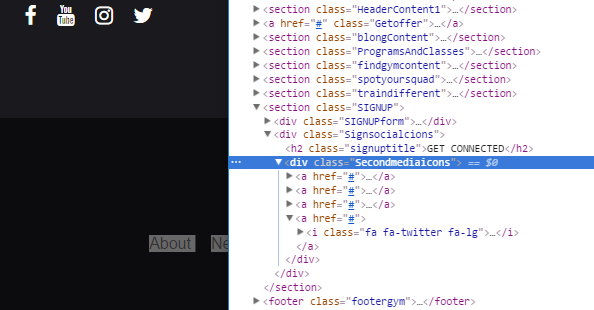 You
Tube
About Ne
<section class="HeaderContent1">…</section>
<a href="#" class="Getoffer">…</a>
<section class="blongContent">…</section>
<section class="ProgramsAndClasses">…</section>
<section class="findgymcontent">…</section>
<section class="spotyoursquad">…</section>
<section class="traindifferent">…</section>
<section class="SIGNUP">
<div class="SIGNUPform">…</div>
<div class="Signsocialcions">
<h2 class="signuptitle">GET CONNECTED</h2>
… <div class="Secondmediaicons"> == $0
<a href="#">…</a>
<a href="#">…</a>
<a href="#">…</a>
<a href="#">
<i class="fa fa-twitter fa-lg">…</i>
</a>
</div>
</div>
</section>
<footer class="footergym">…</footer>